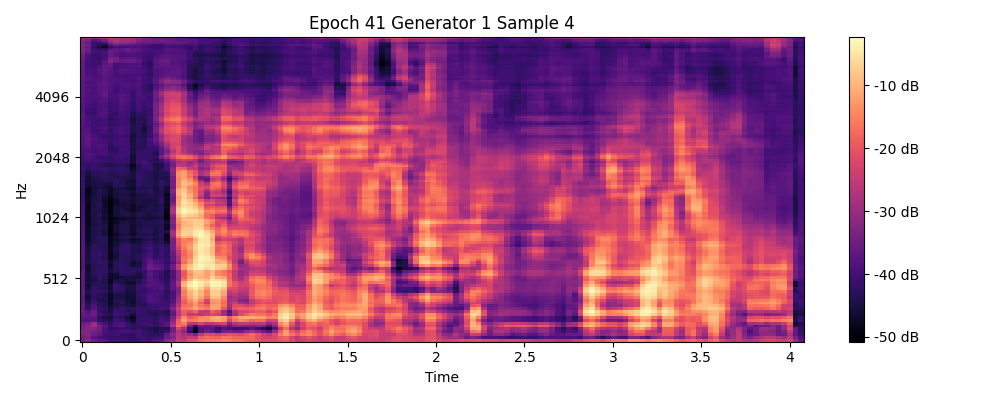 Epoch 41 Generator 1 Sample 4
Hz
4096
2048
1024
512
0
0 0.5 1 1.5 2 2.5 3 3.5 4
Time
-10 dB
-20 dB
-30 dB
-40 dB
-50 dB